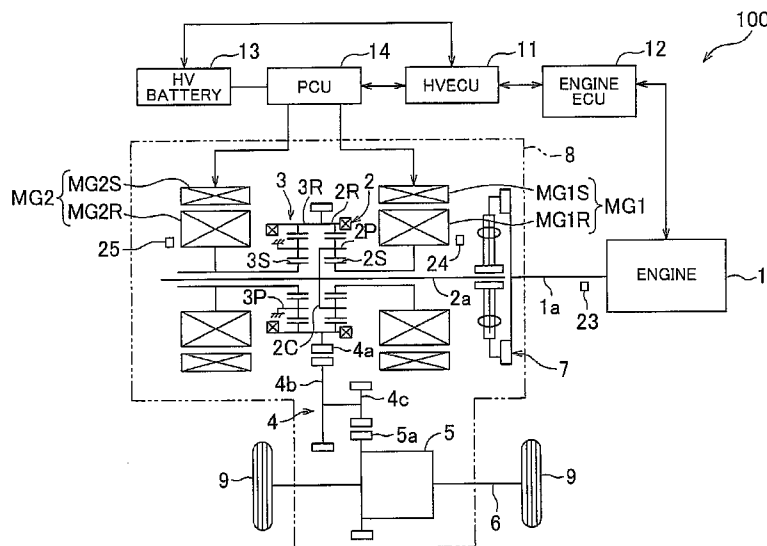 100
13
14
11
12
HV
BATTERY
PCU
HVECU
ENGINE
ECU
8
MG2
MG2S
MG2R
3
3R
2R
2
MG1S
MG1R
MG1
25
2P
24
3S
2S
ENGINE
1
3P
2a
1a
23
2C
4a
7
4b
4c
4
5a
5
9
9
6